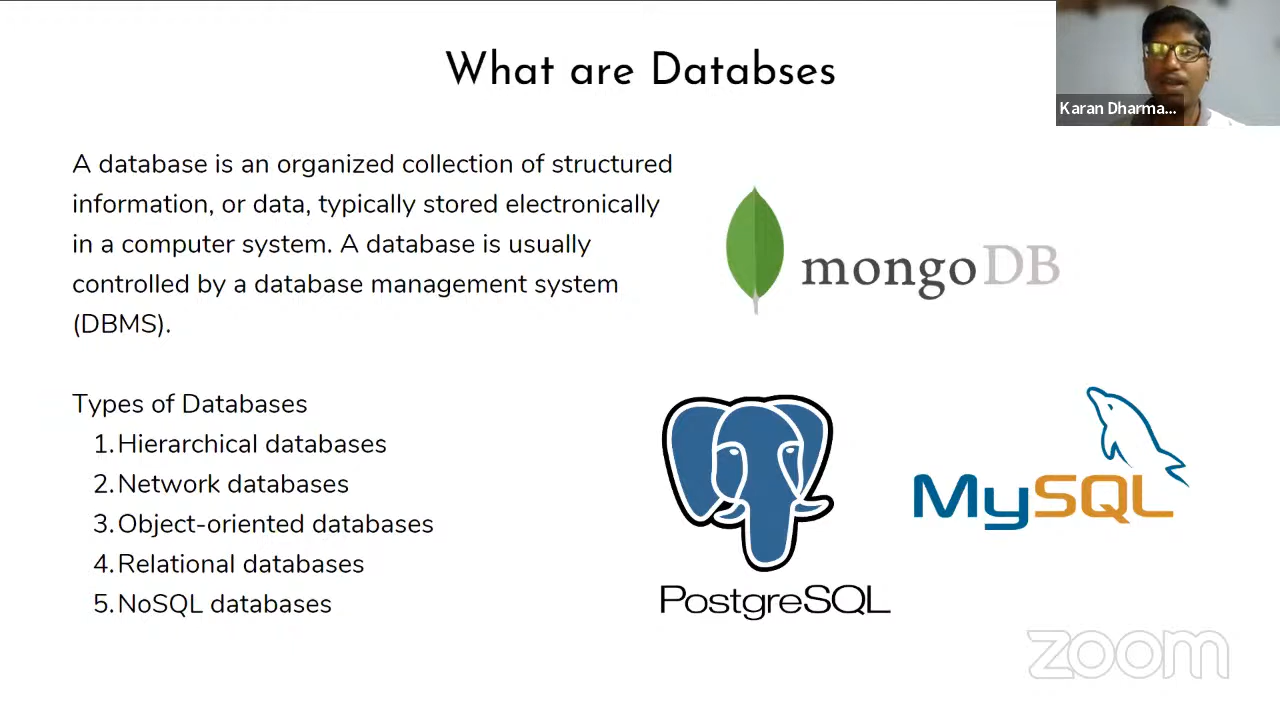 What are Databses
Karan Dharma...
A database is an organized collection of structured
information, or data, typically stored electronically
in a computer system. A database is usually
controlled by a database management system
(DBMS).
mongoDB
Types of Databases
1. Hierarchical databases
2. Network databases
3. Object-oriented databases
4. Relational databases
5. NoSQL databases
MySQL
PostgreSQL
zoom